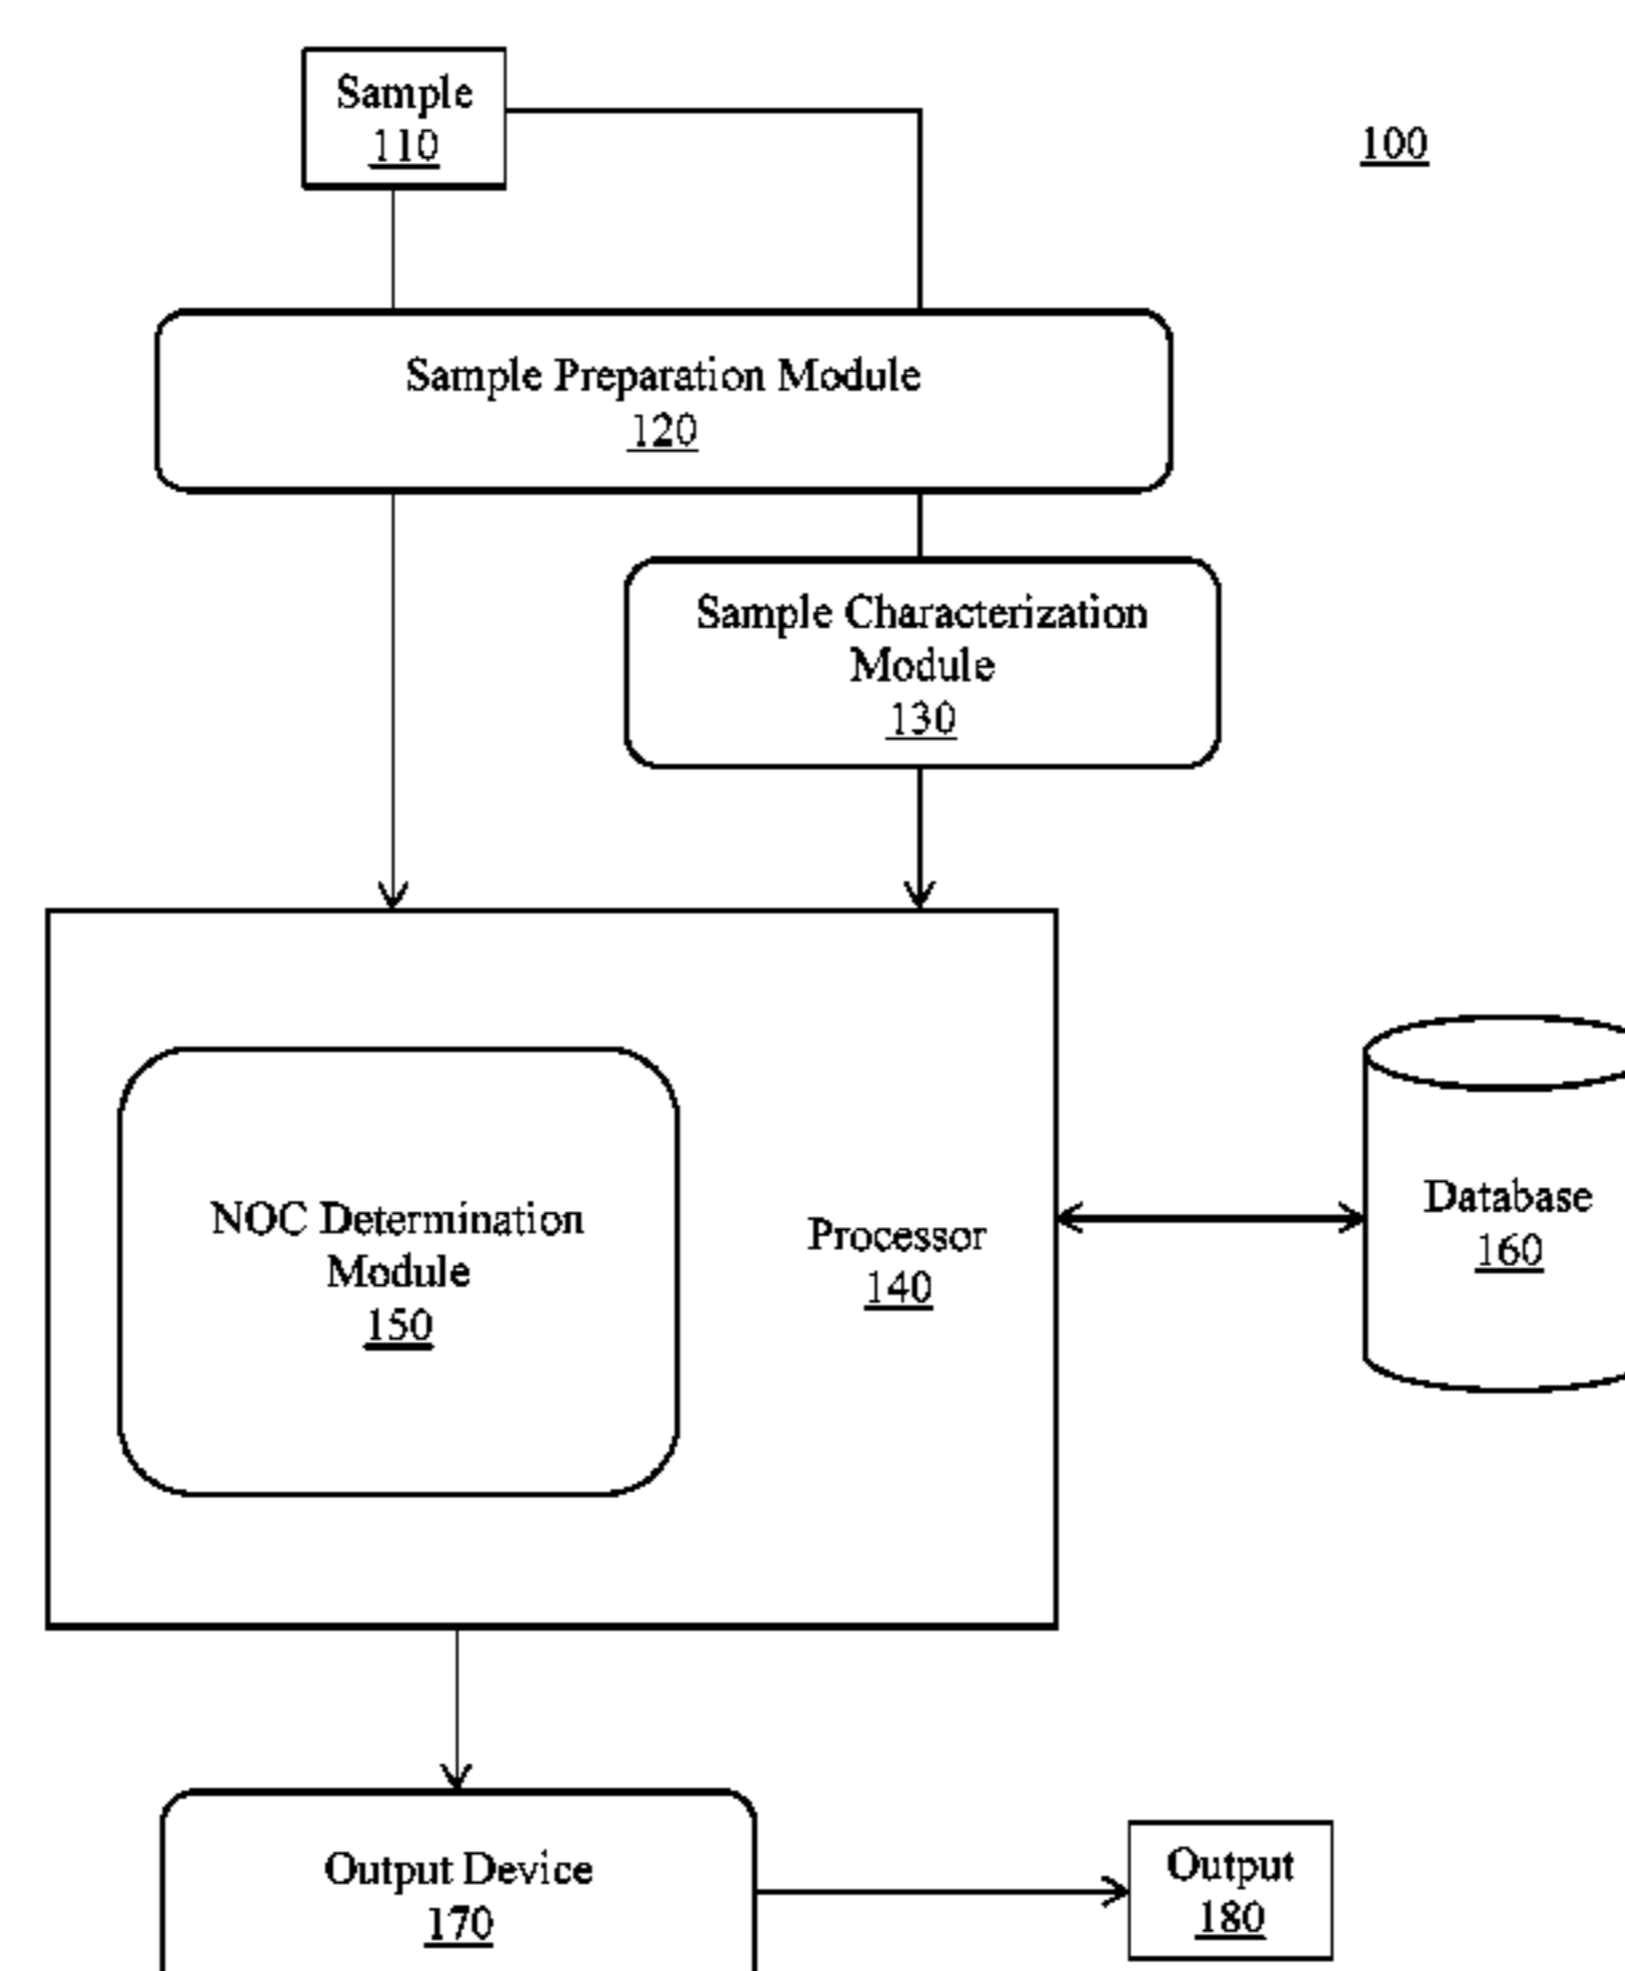 Sample
110
100
Sample Preparation Module
120
Sample Characterization
Module
130
NOC Determination
Module
150
Processor
140
Database
160
Output Device
170
Output
180